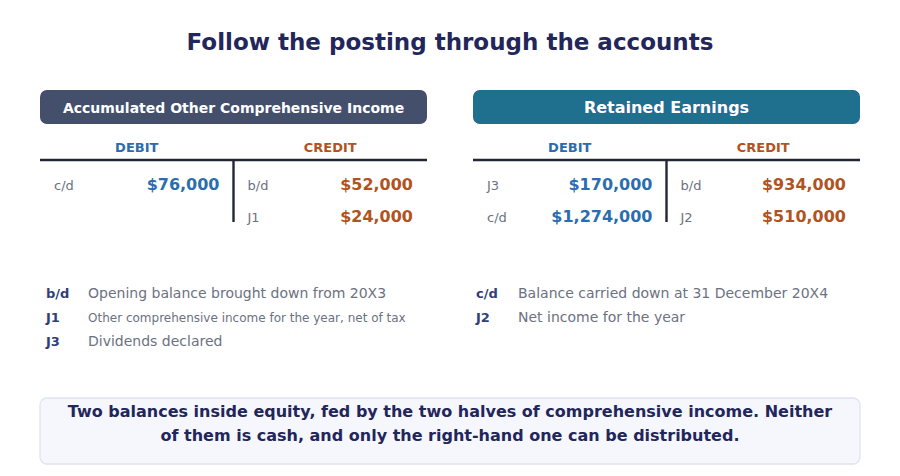 Follow the posting through the accounts
Accumulated Other Comprehensive Income
DEBIT CREDIT
c/d $76,000 b/d $52,000
J1 $24,000
Retained Earnings
DEBIT CREDIT
J3 $170,000 b/d $934,000
c/d $1,274,000 J2 $510,000
b/d Opening balance brought down from 20X3
J1 Other comprehensive income for the year, net of tax
J3 Dividends declared
c/d Balance carried down at 31 December 20X4
J2 Net income for the year
Two balances inside equity, fed by the two halves of comprehensive income. Neither
of them is cash, and only the right-hand one can be distributed.